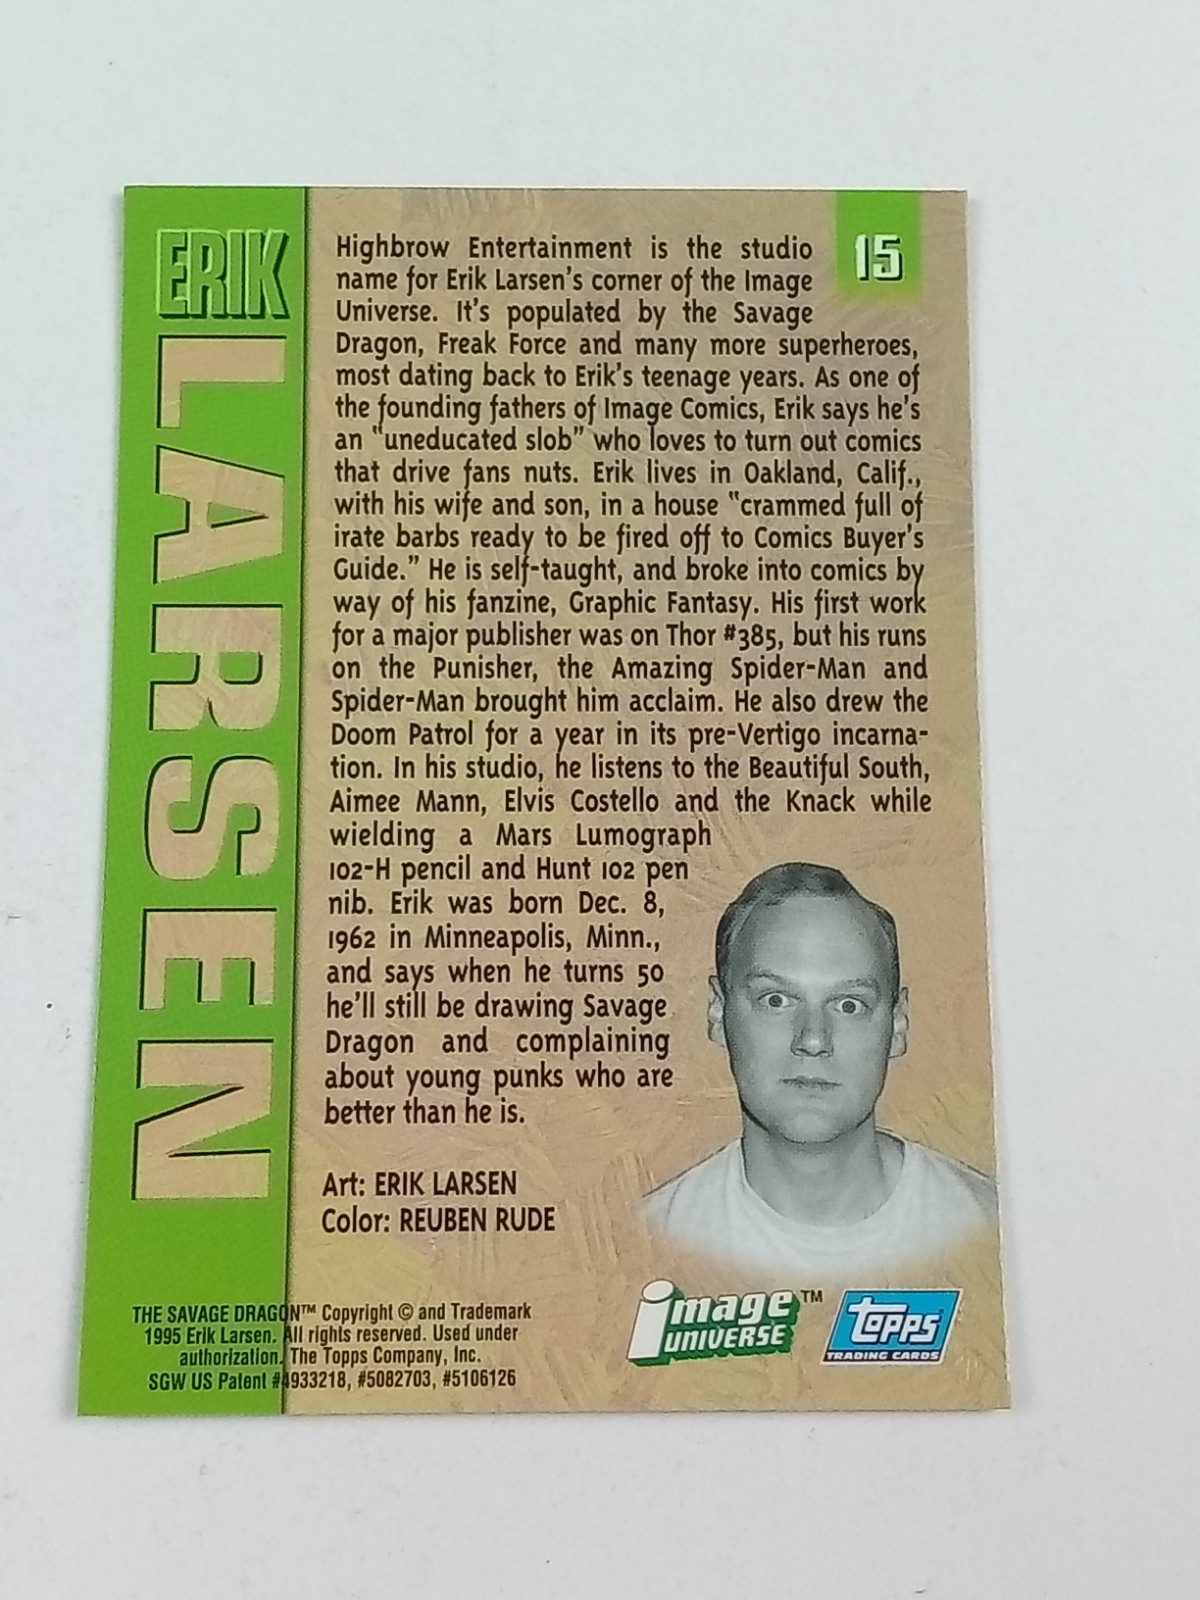 ERIK
LARSEN
15
Highbrow Entertainment is the studio
name for Erik Larsen's corner of the Image
Universe. It's populated by the Savage
Dragon, Freak Force and many more superheroes,
most dating back to Erik's teenage years. As one of
the founding fathers of Image Comics, Erik says he's
an "uneducated slob" who loves to turn out comics
that drive fans nuts. Erik lives in Oakland, Calif.,
with his wife and son, in a house "crammed full of
irate barbs ready to be fired off to Comics Buyer's
Guide." He is self-taught, and broke into comics by
way of his fanzine, Graphic Fantasy. His first work
for a major publisher was on Thor #385, but his runs
on the Punisher, the Amazing Spider-Man and
Spider-Man brought him acclaim. He also drew the
Doom Patrol for a year in its pre-Vertigo incarna-
tion. In his studio, he listens to the Beautiful South,
Aimee Mann, Elvis Costello and the Knack while
wielding a Mars Lumograph
102-H pencil and Hunt 102 pen
nib. Erik was born Dec. 8,
1962 in Minneapolis, Minn.,
and says when he turns 50
he'll still be drawing Savage
Dragon and complaining
about young punks who are
better than he is.
Art: ERIK LARSEN
Color: REUBEN RUDE
THE SAVAGE DRAGON™ Copyright © and Trademark
1995 Erik Larsen. All rights reserved. Used under
authorization. The Topps Company, Inc.
SGW US Patent #4933218, #5082703, #5106126
image ™
UNIVERSE
topps
TRADING CARDS